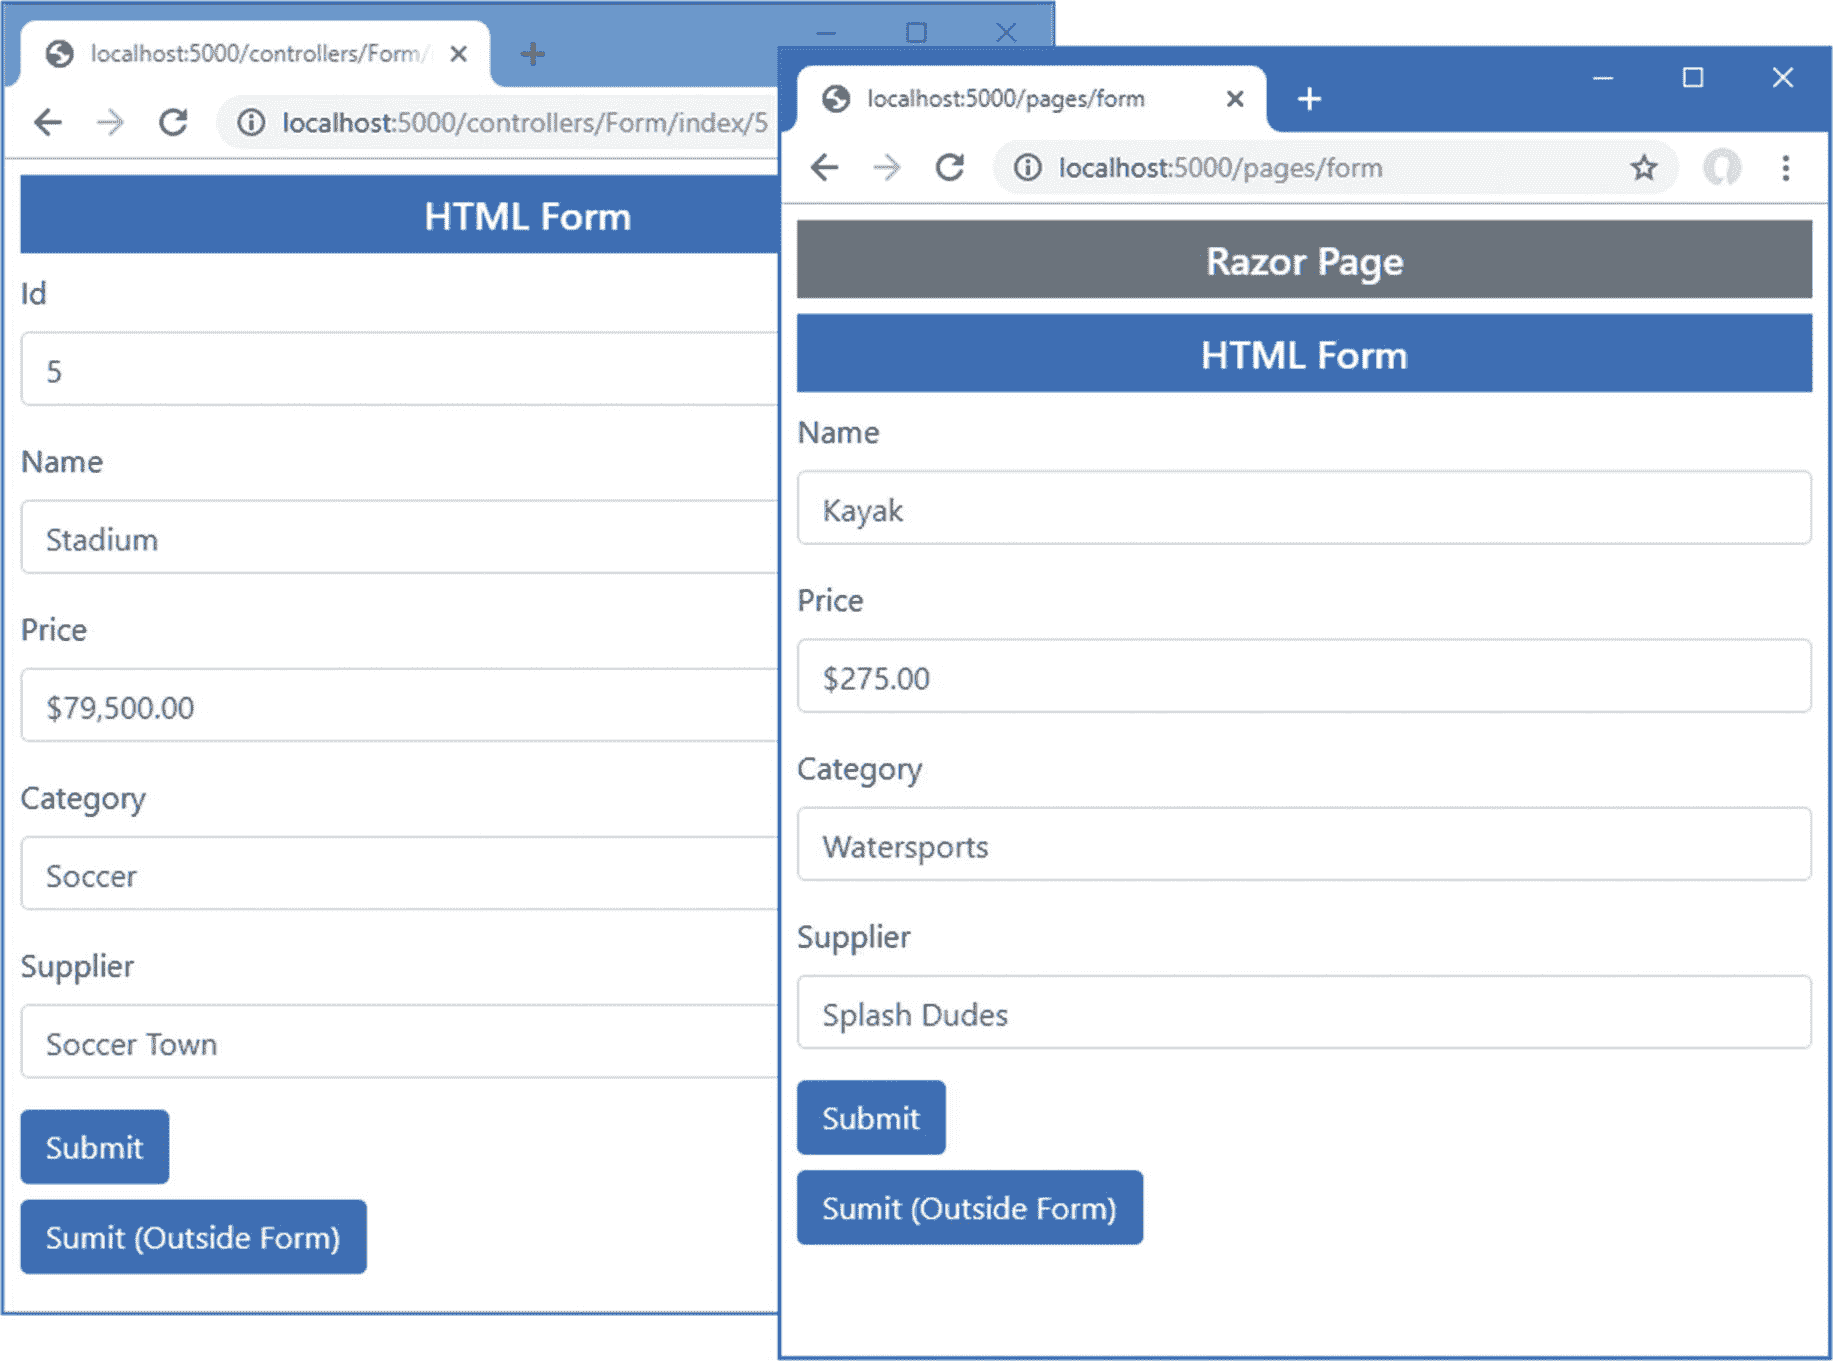 localhost:5000/controllers/Form/
localhost:5000/controllers/Form/index/5
HTML Form
Id
5
Name
Stadium
Price
$79,500.00
Category
Soccer
Supplier
Soccer Town
Submit
Sumit (Outside Form)
localhost:5000/pages/form
localhost:5000/pages/form
Razor Page
HTML Form
Name
Kayak
Price
$275.00
Category
Watersports
Supplier
Splash Dudes
Submit
Sumit (Outside Form)